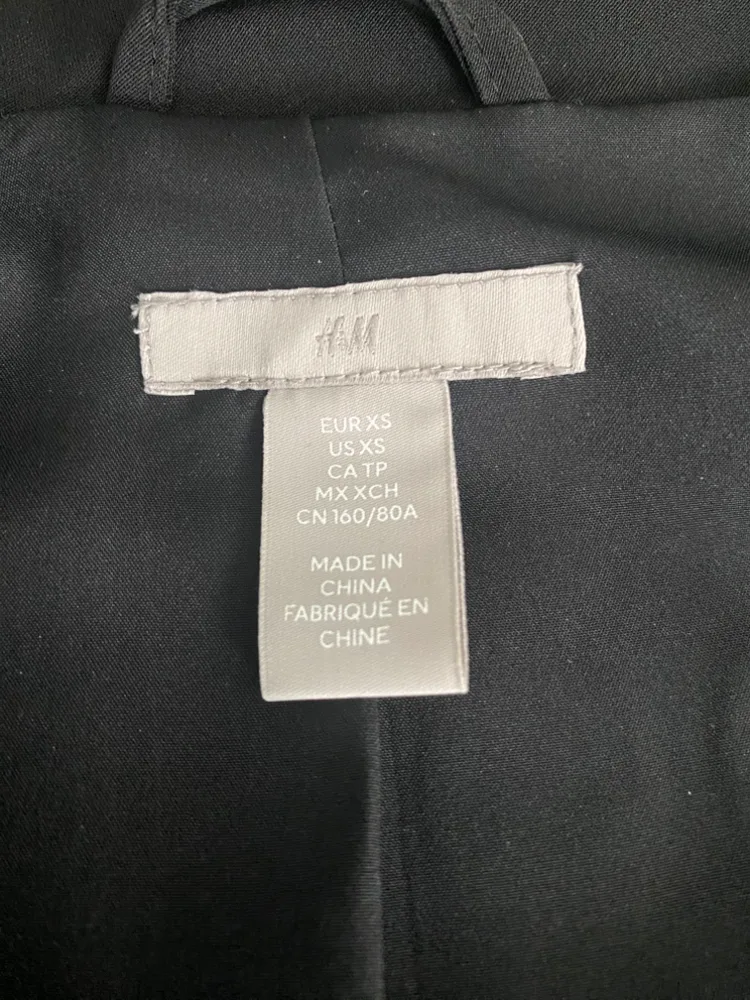 H&M
EUR XS
US XS
CA TP
MX XCH
CN 160/80A
MADE IN
CHINA
FABRIQUÉ EN
CHINE